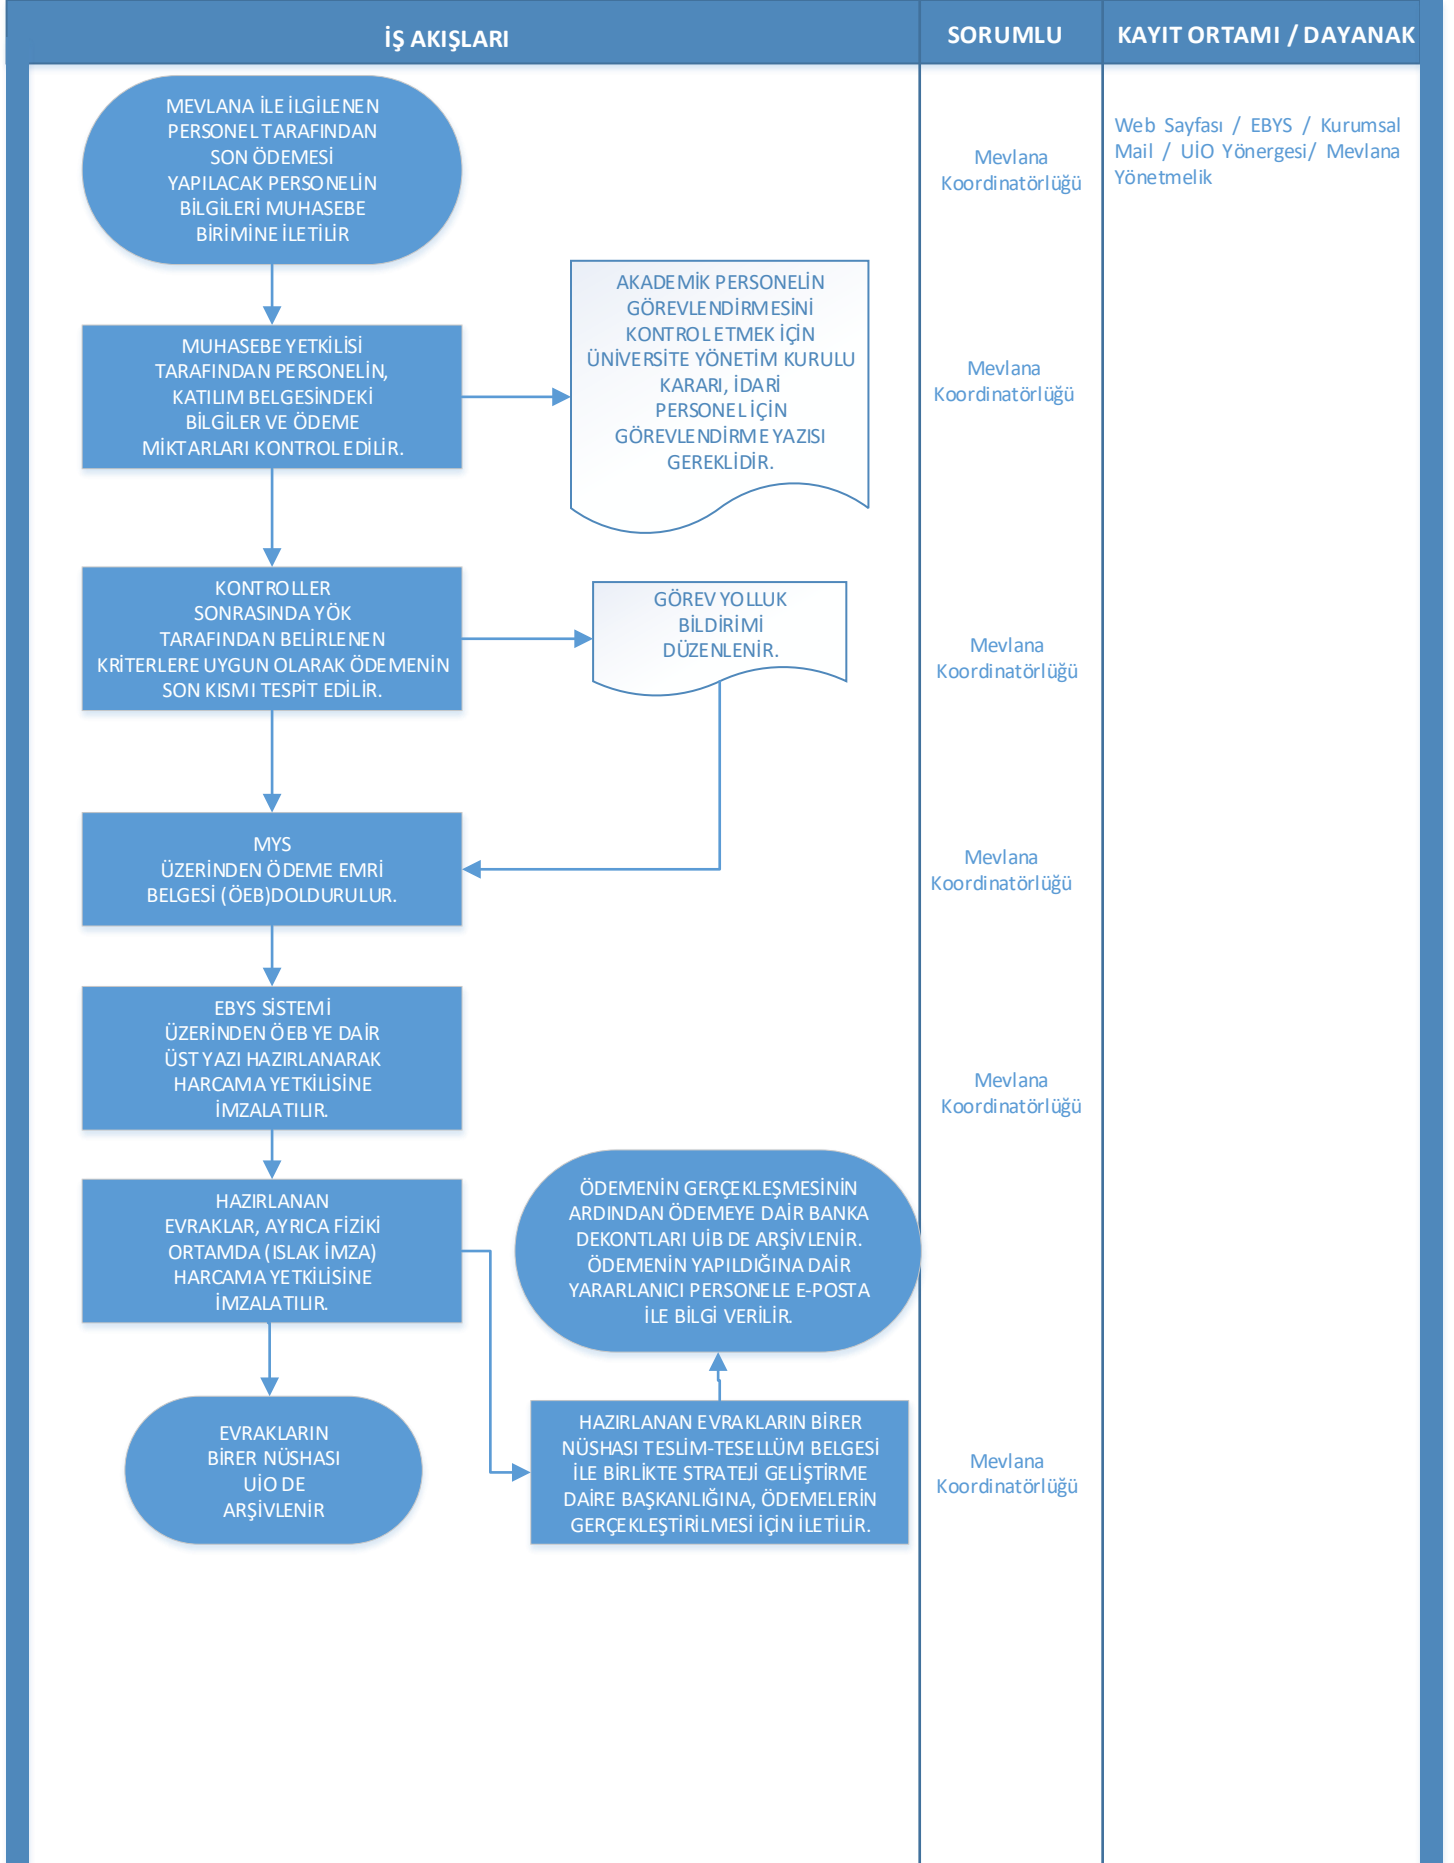 İŞ AKIŞLARI
SORUMLU
KAYIT ORTAMI / DAYANAK
MEVLANA İLE İLGİLENEN
PERSONEL TARAFINDAN
SON ÖDEMESİ
YAPILACAK PERSONELİN
BİLGİLERİ MUHASEBE
BİRİMİNE İLETİLİR
Mevlana
Koordinatörlüğü
Web Sayfası / EBYS / Kurumsal
Mail / UİO Yönergesi/ Mevlana
Yönetmelik
MUHASEBE YETKİLİSİ
TARAFINDAN PERSONELİN,
KATILIM BELGESİNDEKİ
BİLGİLER VE ÖDEME
MİKTARLARI KONTROL EDİLİR.
AKADEMİK PERSONELİN
GÖREVLENDİRMESİNİ
KONTROL ETMEK İÇİN
ÜNİVERSİTE YÖNETİM KURULU
KARARI, İDARİ
PERSONEL İÇİN
GÖREVLENDİRME YAZISI
GEREKLİDİR.
Mevlana
Koordinatörlüğü
KONTROLLER
SONRASINDA YÖK
TARAFINDAN BELİRLENEN
KRİTERLERE UYGUN OLARAK ÖDEMENİN
SON KISMI TESPİT EDİLİR.
GÖREV YOLLUK
BİLDİRİMİ
DÜZENLENİR.
Mevlana
Koordinatörlüğü
MYS
ÜZERİNDEN ÖDEME EMRİ
BELGESİ (ÖEB)DOLDURULUR.
Mevlana
Koordinatörlüğü
EBYS SİSTEMİ
ÜZERİNDEN ÖEB YE DAİR
ÜST YAZI HAZIRLANARAK
HARCAMA YETKİLİSİNE
İMZALATILIR.
Mevlana
Koordinatörlüğü
HAZIRLANAN
EVRAKLAR, AYRICA FİZİKİ
ORTAMDA (ISLAK İMZA)
HARCAMA YETKİLİSİNE
İMZALATILIR.
ÖDEMENİN GERÇEKLEŞMESİNİN
ARDINDAN ÖDEMEYE DAİR BANKA
DEKONTLARI UİB DE ARŞİVLENİR.
ÖDEMENİN YAPILDIĞINA DAİR
YARARLANICI PERSONELE E-POSTA
İLE BİLGİ VERİLİR.
EVRAKLARIN
BİRER NÜSHASI
UİO DE
ARŞİVLENİR
HAZIRLANAN EVRAKLARIN BİRER
NÜSHASI TESLİM-TESELLÜM BELGESİ
İLE BİRLİKTE STRATEJİ GELİŞTİRME
DAİRE BAŞKANLIĞINA, ÖDEMELERİN
GERÇEKLEŞTİRİLMESİ İÇİN İLETİLİR.
Mevlana
Koordinatörlüğü